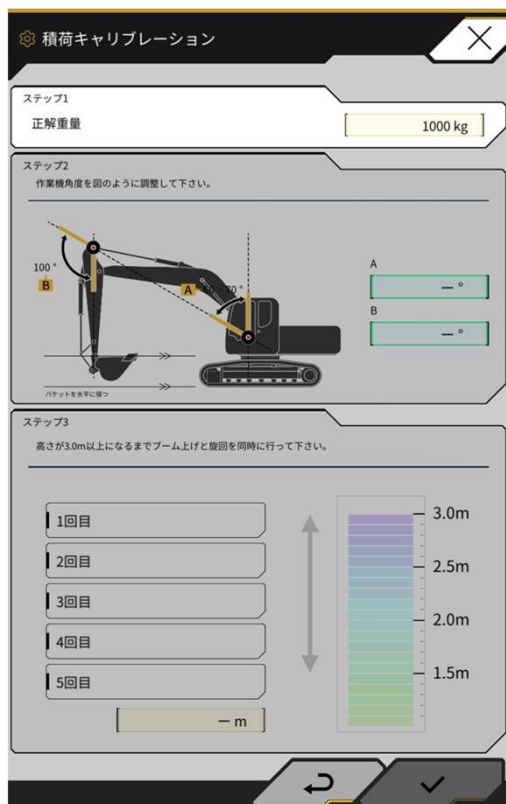 積荷キャリブレーション
ステップ1
正解重量
1000 kg
ステップ2
作業機角度を図のように調整して下さい。
100 °
B
A
A
– °
B
– °
バケットを水平に保つ
ステップ3
高さが3.0m以上になるまでブーム上げと旋回を同時に行って下さい。
1回目
2回目
3回目
4回目
5回目
– m
3.0m
2.5m
2.0m
1.5m